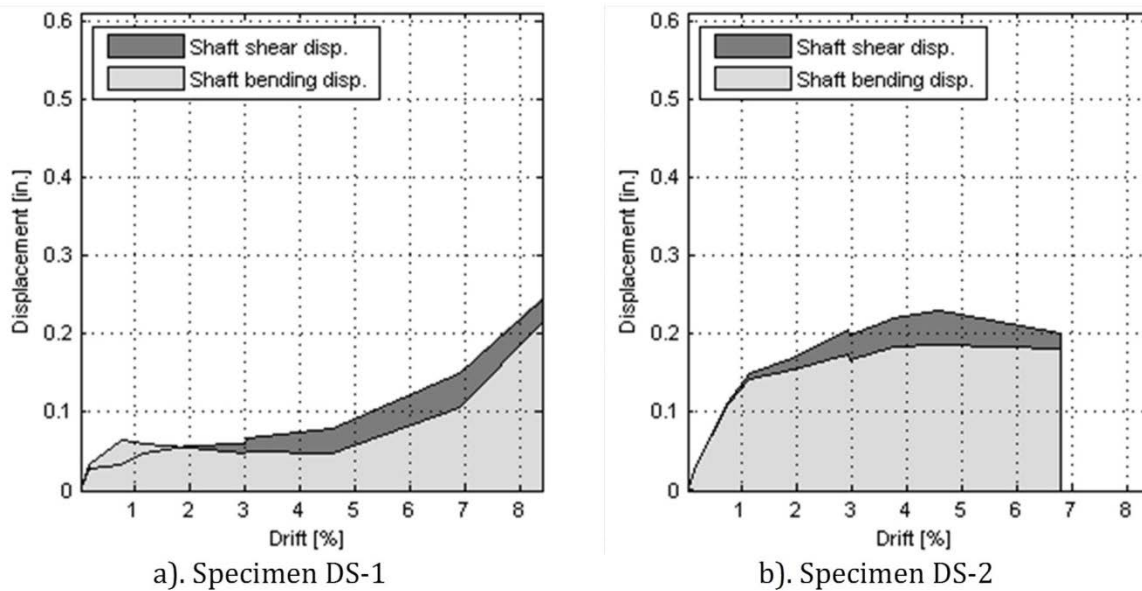 0.6
0.5
0.4
0.3
0.2
0.1
0
Displacement [in.]
Shaft shear disp.
Shaft bending disp.
1 2 3 4 5 6 7 8
Drift [%]
a). Specimen DS-1
0.6
0.5
0.4
0.3
0.2
0.1
0
Displacement [in.]
Shaft shear disp.
Shaft bending disp.
1 2 3 4 5 6 7 8
Drift [%]
b). Specimen DS-2